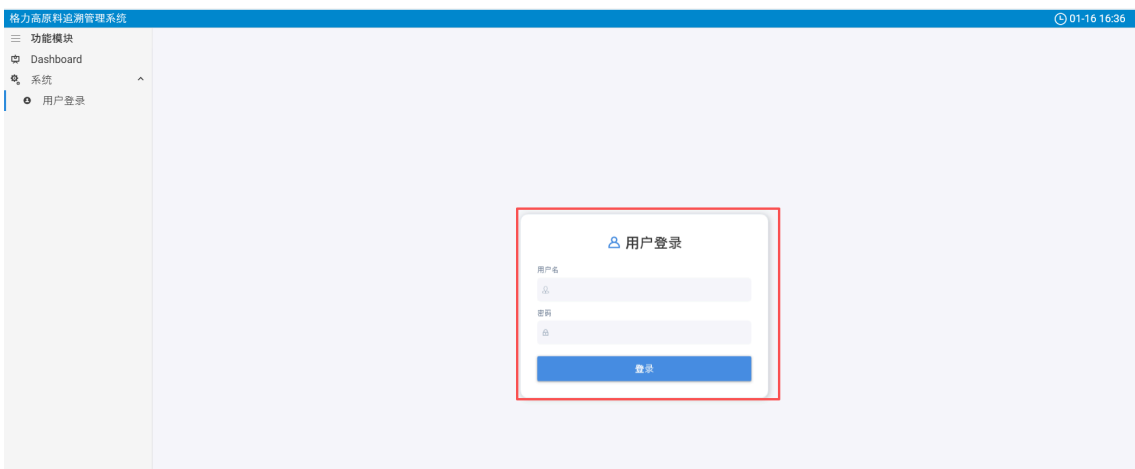 格力高原料追溯管理系统
01-16 16:36
功能模块
Dashboard
系统
用户登录
用户登录
用户名
密码
登录